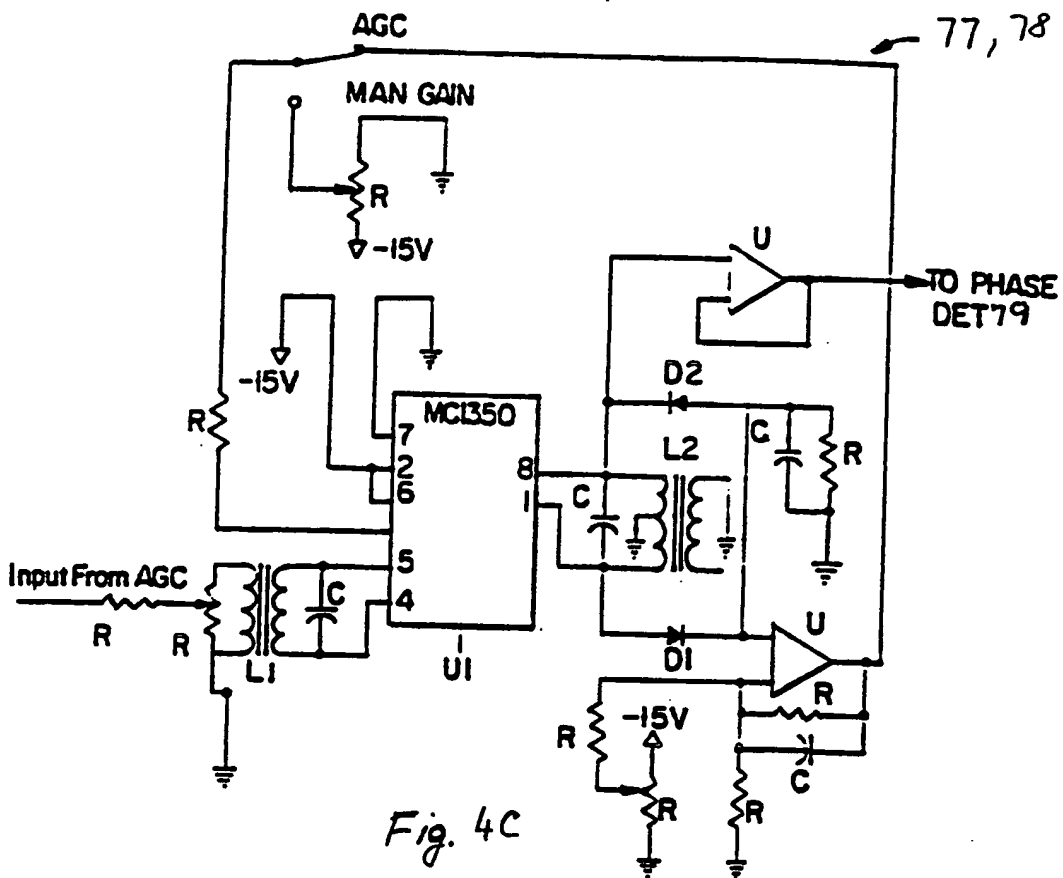 AGC
77, 78
MAN GAIN
R
-15V
U
TO PHASE
DET79
-15V
D2
R
MC1350
7
2
6
8
1
C
L2
C
R
Input From AGC
5
4
C
R
R
L1
U1
D1
U
R
-15V
R
R
C
R
Fig. 4C